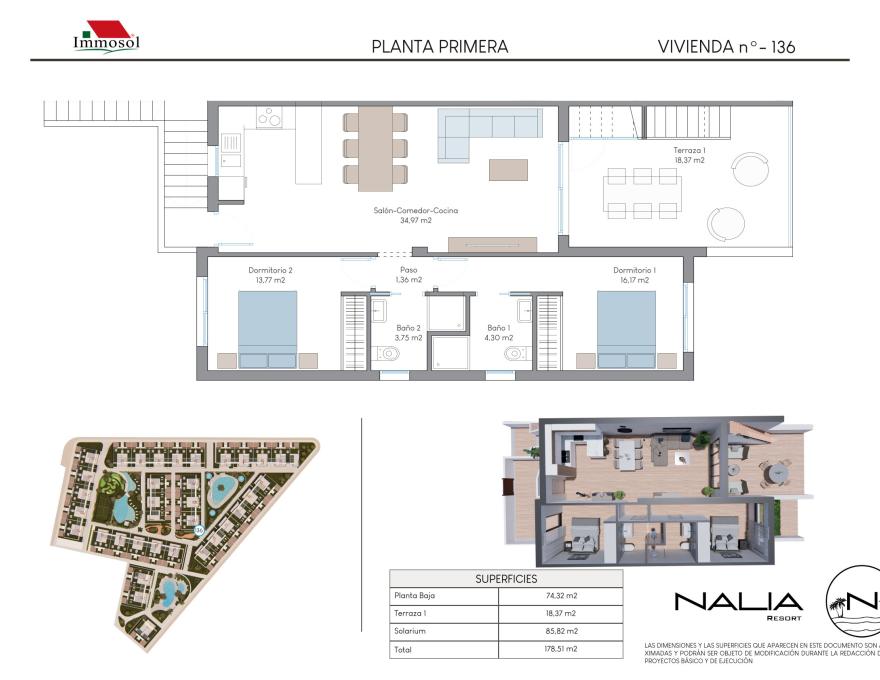 Immosol
PLANTA PRIMERA
VIVIENDA nº- 136
Terraza 1
18,37 m2
Salón-Comedor-Cocina
34,97 m2
Dormitorio 2
13,77 m2
Paso
1,36 m2
Dormitorio 1
16,17 m2
Baño 2
3,75 m2
Baño 1
4,30 m2
136
SUPERFICIES
Planta Baja 74,32 m2
Terraza 1 18,37 m2
Solarium 85,82 m2
Total 178,51 m2
NALIA
RESORT
N
LAS DIMENSIONES Y LAS SUPERFICIES QUE APARECEN EN ESTE DOCUMENTO SON
XIMADAS Y PODRÁN SER OBJETO DE MODIFICACIÓN DURANTE LA REDACCIÓN
PROYECTOS BÁSICO Y DE EJECUCIÓN